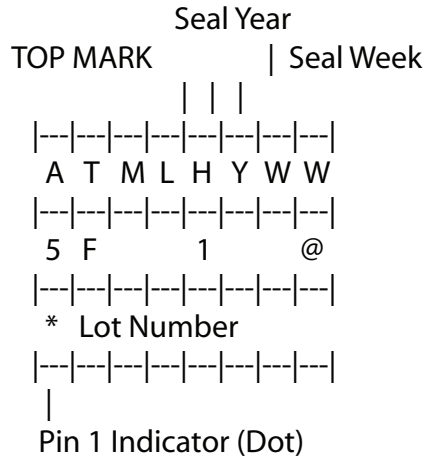 Seal Year
TOP MARK | Seal Week
| | |
|---|---|---|---|---|---|---|---|
A T M L H Y W W
|---|---|---|---|---|---|---|---|
5 F 1 @
|---|---|---|---|---|---|---|---|
* Lot Number
|---|---|---|---|---|---|---|---|
|
Pin 1 Indicator (Dot)